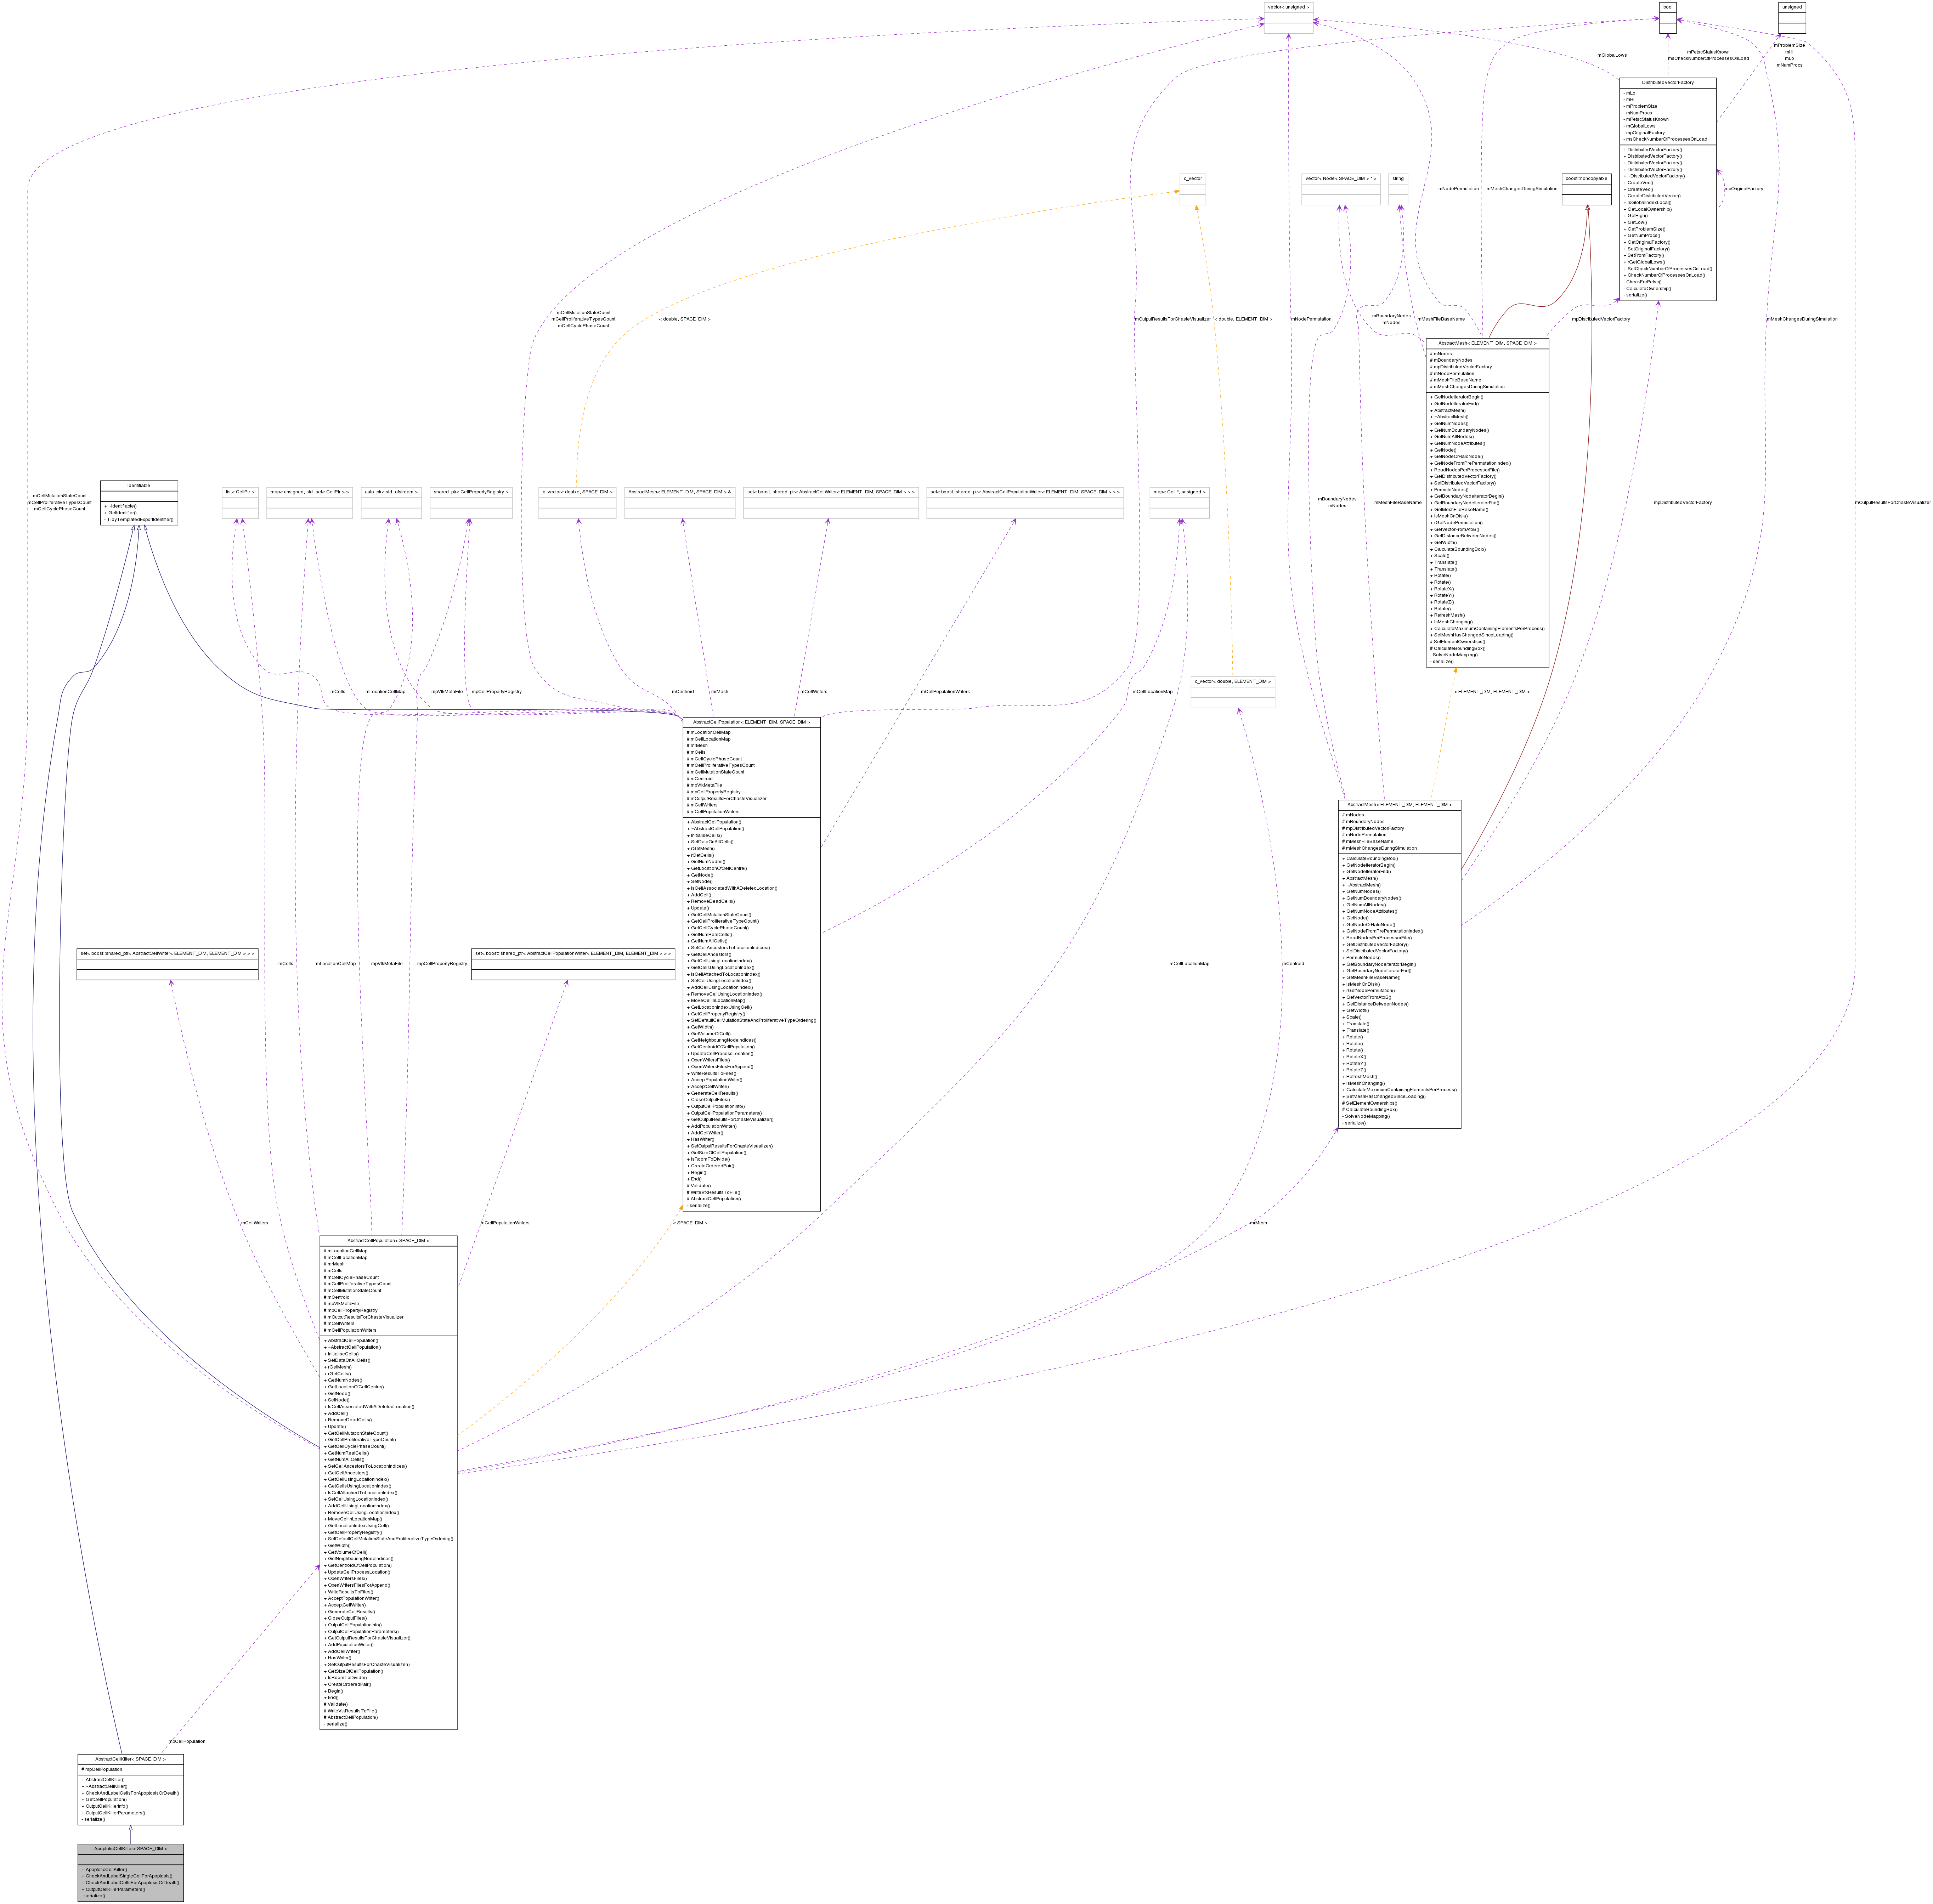 vector< unsigned >
bool
unsigned
mGlobalLows
mPetscStatusKnown
msCheckNumberOfProcessesOnLoad
mProblemSize
mHi
mLo
mNumProcs
DistributedVectorFactory
- mLo
- mHi
- mProblemSize
- mNumProcs
- mPetscStatusKnown
- mGlobalLows
- mpOriginalFactory
- msCheckNumberOfProcessesOnLoad
+ DistributedVectorFactory()
+ DistributedVectorFactory()
+ DistributedVectorFactory()
+ DistributedVectorFactory()
+ ~DistributedVectorFactory()
+ CreateVec()
+ CreateVec()
+ CreateDistributedVector()
+ IsGlobalIndexLocal()
+ GetLocalOwnership()
+ GetHigh()
+ GetLow()
+ GetProblemSize()
+ GetNumProcs()
+ GetOriginalFactory()
+ SetOriginalFactory()
+ SetFromFactory()
+ rGetGlobalLows()
+ SetCheckNumberOfProcessesOnLoad()
+ CheckNumberOfProcessesOnLoad()
- CheckForPetsc()
- CalculateOwnership()
- serialize()
mpOriginalFactory
c_vector
vector< Node< SPACE_DIM > * >
string
boost::noncopyable
mNodePermutation
mMeshChangesDuringSimulation
mCellMutationStateCount
mCellProliferativeTypesCount
mCellCyclePhaseCount
< double, SPACE_DIM >
mOutputResultsForChasteVisualizer
< double, ELEMENT_DIM >
mNodePermutation
mBoundaryNodes
mNodes
mMeshFileBaseName
mpDistributedVectorFactory
mMeshChangesDuringSimulation
AbstractMesh< ELEMENT_DIM, SPACE_DIM >
# mNodes
# mBoundaryNodes
# mpDistributedVectorFactory
# mNodePermutation
# mMeshFileBaseName
# mMeshChangesDuringSimulation
+ GetNodeIteratorBegin()
+ GetNodeIteratorEnd()
+ AbstractMesh()
+ ~AbstractMesh()
+ GetNumNodes()
+ GetNumBoundaryNodes()
+ GetNumAllNodes()
+ GetNumNodeAttributes()
+ GetNode()
+ GetNodeOrHaloNode()
+ GetNodeFromPrePermutationIndex()
+ ReadNodesPerProcessorFile()
+ GetDistributedVectorFactory()
+ SetDistributedVectorFactory()
+ PermuteNodes()
+ GetBoundaryNodeIteratorBegin()
+ GetBoundaryNodeIteratorEnd()
+ GetMeshFileBaseName()
+ IsMeshOnDisk()
+ rGetNodePermutation()
+ GetVectorFromAtoB()
+ GetDistanceBetweenNodes()
+ GetWidth()
+ CalculateBoundingBox()
+ Scale()
+ Translate()
+ Translate()
+ Rotate()
+ Rotate()
+ RotateX()
+ RotateY()
+ RotateZ()
+ Rotate()
+ RefreshMesh()
+ IsMeshChanging()
+ CalculateMaximumContainingElementsPerProcess()
+ SetMeshHasChangedSinceLoading()
# SetElementOwnerships()
# CalculateBoundingBox()
- SolveNodeMapping()
- serialize()
Identifiable
+ ~Identifiable()
+ GetIdentifier()
- TidyTemplatedExportIdentifier()
list< CellPtr >
map< unsigned, std::set< CellPtr > >
auto_ptr< std::ofstream >
shared_ptr< CellPropertyRegistry >
c_vector< double, SPACE_DIM >
AbstractMesh< ELEMENT_DIM, SPACE_DIM > &
set< boost::shared_ptr< AbstractCellWriter< ELEMENT_DIM, SPACE_DIM > > >
set< boost::shared_ptr< AbstractCellPopulationWriter< ELEMENT_DIM, SPACE_DIM > > >
map< Cell *, unsigned >
mCellMutationStateCount
mCellProliferativeTypesCount
mCellCyclePhaseCount
mBoundaryNodes
mNodes
mMeshFileBaseName
mpDistributedVectorFactory
mOutputResultsForChasteVisualizer
c_vector< double, ELEMENT_DIM >
mCells
mLocationCellMap
mpVtkMetaFile
mpCellPropertyRegistry
mCentroid
mrMesh
mCellWriters
mCellPopulationWriters
mCellLocationMap
< ELEMENT_DIM, ELEMENT_DIM >
AbstractCellPopulation< ELEMENT_DIM, SPACE_DIM >
# mLocationCellMap
# mCellLocationMap
# mrMesh
# mCells
# mCellCyclePhaseCount
# mCellProliferativeTypesCount
# mCellMutationStateCount
# mCentroid
# mpVtkMetaFile
# mpCellPropertyRegistry
# mOutputResultsForChasteVisualizer
# mCellWriters
# mCellPopulationWriters
+ AbstractCellPopulation()
+ ~AbstractCellPopulation()
+ InitialiseCells()
+ SetDataOnAllCells()
+ rGetMesh()
+ rGetCells()
+ GetNumNodes()
+ GetLocationOfCellCentre()
+ GetNode()
+ SetNode()
+ IsCellAssociatedWithADeletedLocation()
+ AddCell()
+ RemoveDeadCells()
+ Update()
+ GetCellMutationStateCount()
+ GetCellProliferativeTypeCount()
+ GetCellCyclePhaseCount()
+ GetNumRealCells()
+ GetNumAllCells()
+ SetCellAncestorsToLocationIndices()
+ GetCellAncestors()
+ GetCellUsingLocationIndex()
+ GetCellsUsingLocationIndex()
+ IsCellAttachedToLocationIndex()
+ SetCellUsingLocationIndex()
+ AddCellUsingLocationIndex()
+ RemoveCellUsingLocationIndex()
+ MoveCellInLocationMap()
+ GetLocationIndexUsingCell()
+ GetCellPropertyRegistry()
+ SetDefaultCellMutationStateAndProliferativeTypeOrdering()
+ GetWidth()
+ GetVolumeOfCell()
+ GetNeighbouringNodeIndices()
+ GetCentroidOfCellPopulation()
+ UpdateCellProcessLocation()
+ OpenWritersFiles()
+ OpenWritersFilesForAppend()
+ WriteResultsToFiles()
+ AcceptPopulationWriter()
+ AcceptCellWriter()
+ GenerateCellResults()
+ CloseOutputFiles()
+ OutputCellPopulationInfo()
+ OutputCellPopulationParameters()
+ GetOutputResultsForChasteVisualizer()
+ AddPopulationWriter()
+ AddCellWriter()
+ HasWriter()
+ SetOutputResultsForChasteVisualizer()
+ GetSizeOfCellPopulation()
+ IsRoomToDivide()
+ CreateOrderedPair()
+ Begin()
+ End()
# Validate()
# WriteVtkResultsToFile()
# AbstractCellPopulation()
- serialize()
AbstractMesh< ELEMENT_DIM, ELEMENT_DIM >
# mNodes
# mBoundaryNodes
# mpDistributedVectorFactory
# mNodePermutation
# mMeshFileBaseName
# mMeshChangesDuringSimulation
+ CalculateBoundingBox()
+ GetNodeIteratorBegin()
+ GetNodeIteratorEnd()
+ AbstractMesh()
+ ~AbstractMesh()
+ GetNumNodes()
+ GetNumBoundaryNodes()
+ GetNumAllNodes()
+ GetNumNodeAttributes()
+ GetNode()
+ GetNodeOrHaloNode()
+ GetNodeFromPrePermutationIndex()
+ ReadNodesPerProcessorFile()
+ GetDistributedVectorFactory()
+ SetDistributedVectorFactory()
+ PermuteNodes()
+ GetBoundaryNodeIteratorBegin()
+ GetBoundaryNodeIteratorEnd()
+ GetMeshFileBaseName()
+ IsMeshOnDisk()
+ rGetNodePermutation()
+ GetVectorFromAtoB()
+ GetDistanceBetweenNodes()
+ GetWidth()
+ Scale()
+ Translate()
+ Translate()
+ Rotate()
+ Rotate()
+ Rotate()
+ RotateX()
+ RotateY()
+ RotateZ()
+ RefreshMesh()
+ IsMeshChanging()
+ CalculateMaximumContainingElementsPerProcess()
+ SetMeshHasChangedSinceLoading()
# SetElementOwnerships()
# CalculateBoundingBox()
- SolveNodeMapping()
- serialize()
set< boost::shared_ptr< AbstractCellWriter< ELEMENT_DIM, ELEMENT_DIM > > >
set< boost::shared_ptr< AbstractCellPopulationWriter< ELEMENT_DIM, ELEMENT_DIM > > >
mCells
mLocationCellMap
mpVtkMetaFile
mpCellPropertyRegistry
mCellLocationMap
mCentroid
mCellWriters
mCellPopulationWriters
< SPACE_DIM >
mrMesh
AbstractCellPopulation< SPACE_DIM >
# mLocationCellMap
# mCellLocationMap
# mrMesh
# mCells
# mCellCyclePhaseCount
# mCellProliferativeTypesCount
# mCellMutationStateCount
# mCentroid
# mpVtkMetaFile
# mpCellPropertyRegistry
# mOutputResultsForChasteVisualizer
# mCellWriters
# mCellPopulationWriters
+ AbstractCellPopulation()
+ ~AbstractCellPopulation()
+ InitialiseCells()
+ SetDataOnAllCells()
+ rGetMesh()
+ rGetCells()
+ GetNumNodes()
+ GetLocationOfCellCentre()
+ GetNode()
+ SetNode()
+ IsCellAssociatedWithADeletedLocation()
+ AddCell()
+ RemoveDeadCells()
+ Update()
+ GetCellMutationStateCount()
+ GetCellProliferativeTypeCount()
+ GetCellCyclePhaseCount()
+ GetNumRealCells()
+ GetNumAllCells()
+ SetCellAncestorsToLocationIndices()
+ GetCellAncestors()
+ GetCellUsingLocationIndex()
+ GetCellsUsingLocationIndex()
+ IsCellAttachedToLocationIndex()
+ SetCellUsingLocationIndex()
+ AddCellUsingLocationIndex()
+ RemoveCellUsingLocationIndex()
+ MoveCellInLocationMap()
+ GetLocationIndexUsingCell()
+ GetCellPropertyRegistry()
+ SetDefaultCellMutationStateAndProliferativeTypeOrdering()
+ GetWidth()
+ GetVolumeOfCell()
+ GetNeighbouringNodeIndices()
+ GetCentroidOfCellPopulation()
+ UpdateCellProcessLocation()
+ OpenWritersFiles()
+ OpenWritersFilesForAppend()
+ WriteResultsToFiles()
+ AcceptPopulationWriter()
+ AcceptCellWriter()
+ GenerateCellResults()
+ CloseOutputFiles()
+ OutputCellPopulationInfo()
+ OutputCellPopulationParameters()
+ GetOutputResultsForChasteVisualizer()
+ AddPopulationWriter()
+ AddCellWriter()
+ HasWriter()
+ SetOutputResultsForChasteVisualizer()
+ GetSizeOfCellPopulation()
+ IsRoomToDivide()
+ CreateOrderedPair()
+ Begin()
+ End()
# Validate()
# WriteVtkResultsToFile()
# AbstractCellPopulation()
- serialize()
mpCellPopulation
AbstractCellKiller< SPACE_DIM >
# mpCellPopulation
+ AbstractCellKiller()
+ ~AbstractCellKiller()
+ CheckAndLabelCellsForApoptosisOrDeath()
+ GetCellPopulation()
+ OutputCellKillerInfo()
+ OutputCellKillerParameters()
- serialize()
ApoptoticCellKiller< SPACE_DIM >
+ ApoptoticCellKiller()
+ CheckAndLabelSingleCellForApoptosis()
+ CheckAndLabelCellsForApoptosisOrDeath()
+ OutputCellKillerParameters()
- serialize()